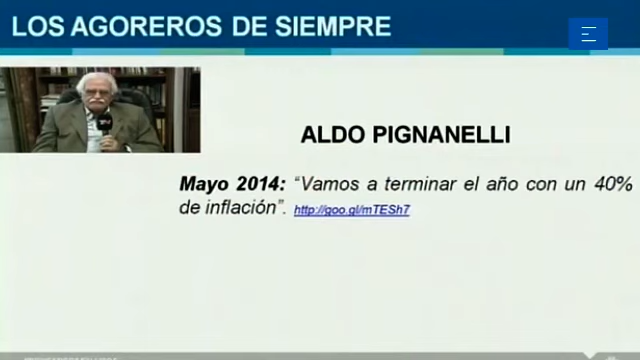 LOS AGOREROS DE SIEMPRE
ALDO PIGNANELLI
Mayo 2014: “Vamos a terminar el año con un 40%
de inflación”. http://goo.gl/mTESh7